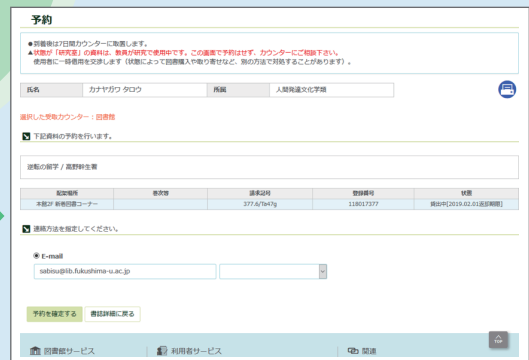 予約
●到着後は7日間カウンターに取置します。
▲状態が「研究室」の資料は、教員が研究で使用中です。この画面で予約はせず、カウンターにご相談下さい。
使用者に一時借用を交渉します（状態によって図書購入や取り寄せなど、別の方法で対処することがあります）。
氏名 カナヤガワ タロウ 所属 人間発達文化学類
選択した受取カウンター：図書館
下記資料の予約を行います。
逆転の留学 / 高野幹生著
配架場所 巻次等 請求記号 登録番号 状態
本館2F 新着図書コーナー 377.6/Ta47g 118017377 貸出中[2019.02.01返却期限]
連絡方法を指定してください。
E-mail
sabisu@lib.fukushima-u.ac.jp
予約を確定する 書誌詳細に戻る
TOP
図書館サービス 利用者サービス 関連